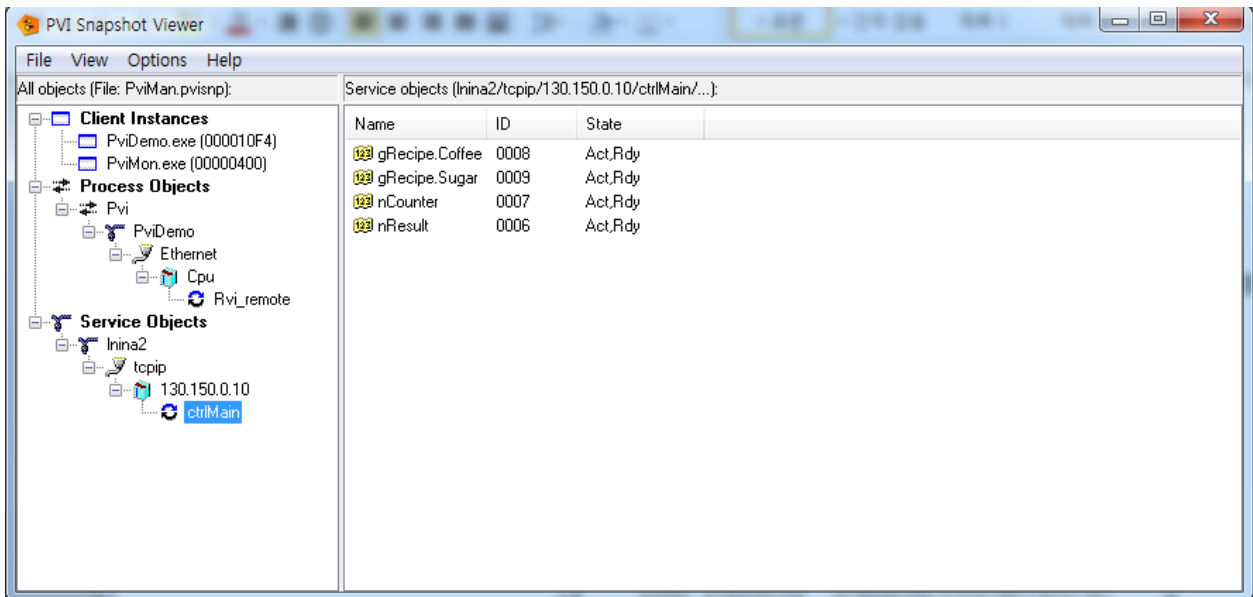 PVI Snapshot Viewer
File View Options Help
All objects (File: PviMan.pvisnp):
Service objects (Inina2/tcpip/130.150.0.10/ctrlMain/...):
Client Instances
PviDemo.exe (000010F4)
PviMon.exe (00000400)
Process Objects
Pvi
PviDemo
Ethernet
Cpu
Rvi_remote
Service Objects
Inina2
tcpip
130.150.0.10
ctrlMain
Name ID State
gRecipe.Coffee 0008 Act,Rdy
gRecipe.Sugar 0009 Act,Rdy
nCounter 0007 Act,Rdy
nResult 0006 Act,Rdy